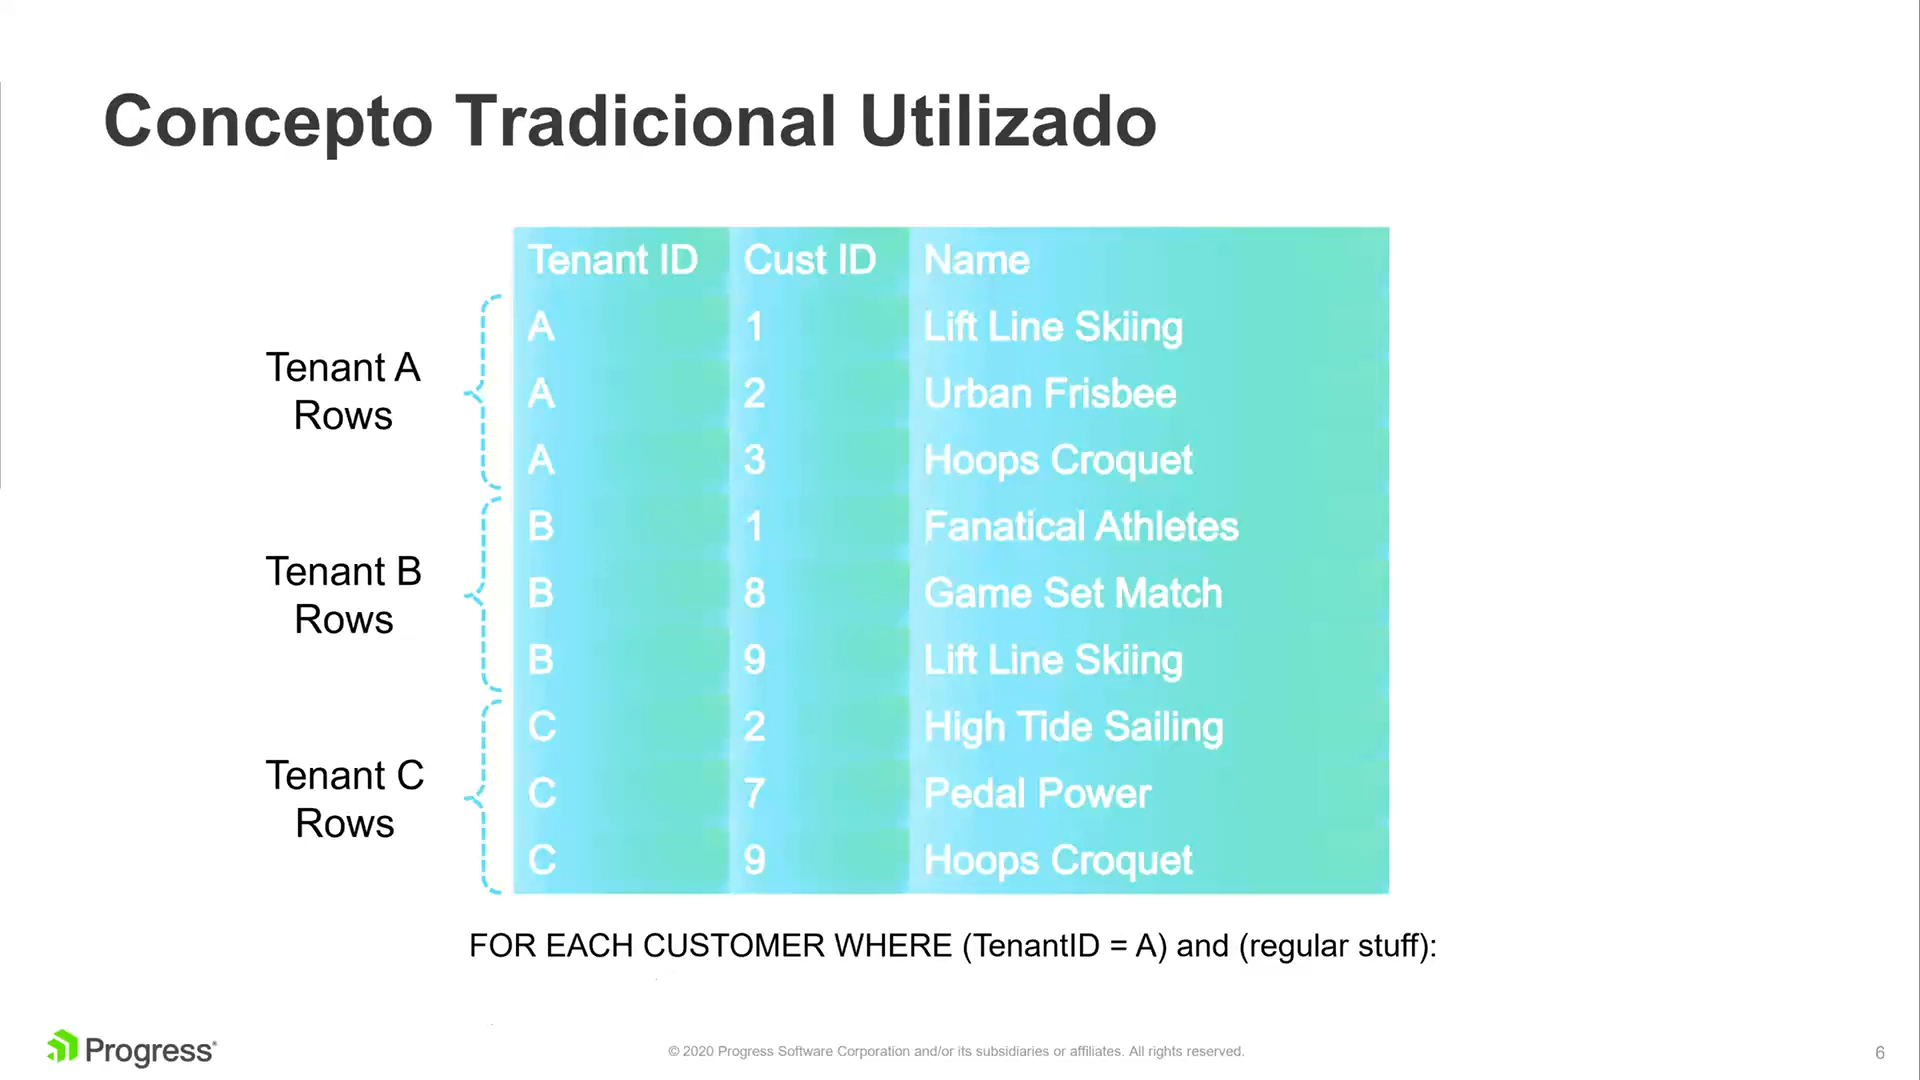 Concepto Tradicional Utilizado
Tenant ID Cust ID Name
A 1 Lift Line Skiing
A 2 Urban Frisbee
A 3 Hoops Croquet
B 1 Fanatical Athletes
B 8 Game Set Match
B 9 Lift Line Skiing
C 2 High Tide Sailing
C 7 Pedal Power
C 9 Hoops Croquet
Tenant A
Rows
Tenant B
Rows
Tenant C
Rows
FOR EACH CUSTOMER WHERE (TenantID = A) and (regular stuff):
Progress®
© 2020 Progress Software Corporation and/or its subsidiaries or affiliates. All rights reserved.
6